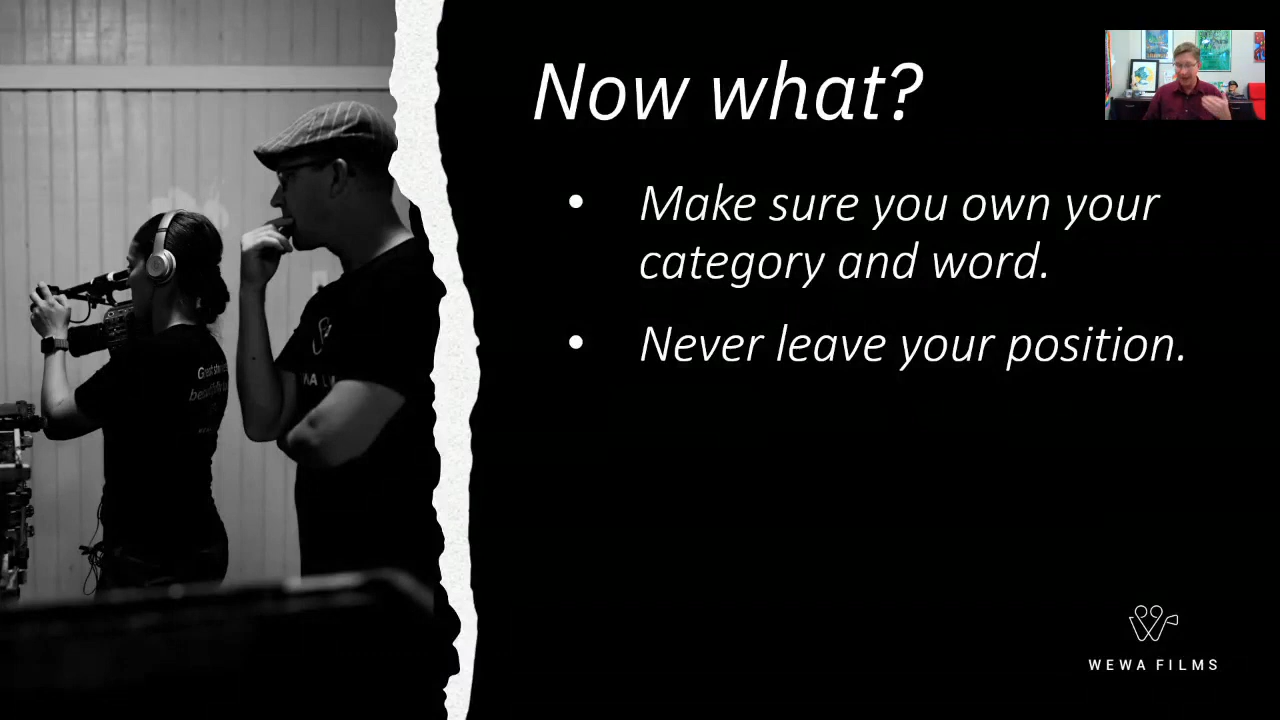 Now what?
• Make sure you own your
category and word.
• Never leave your position.
WEWA FILMS